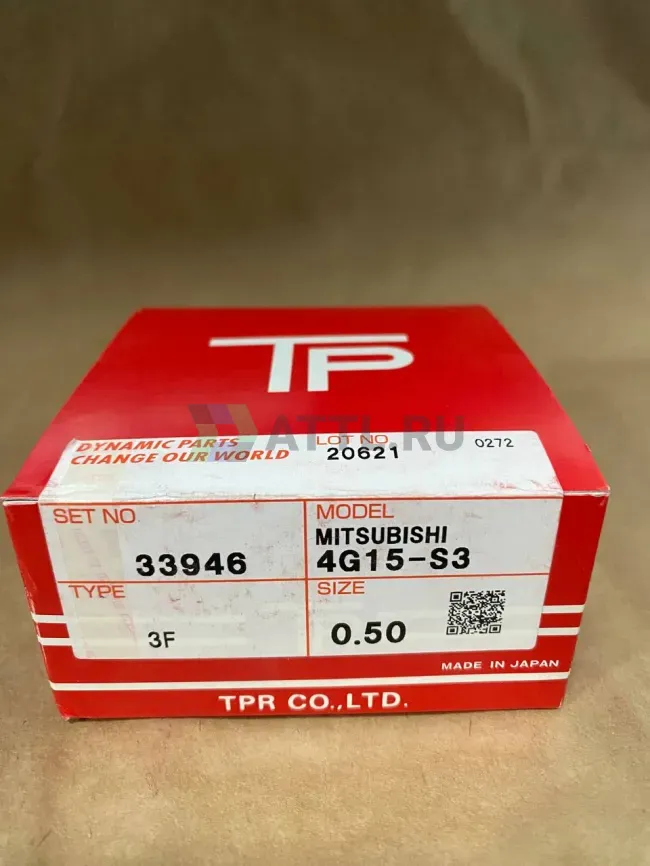 TP
ATTL.RU
DYNAMIC PARTS
CHANGE OUR WORLD
LOT NO
20621
0272
SET NO
33946
MODEL
MITSUBISHI
4G15-S3
TYPE
3F
SIZE
0.50
MADE IN JAPAN
TPR CO.,LTD.